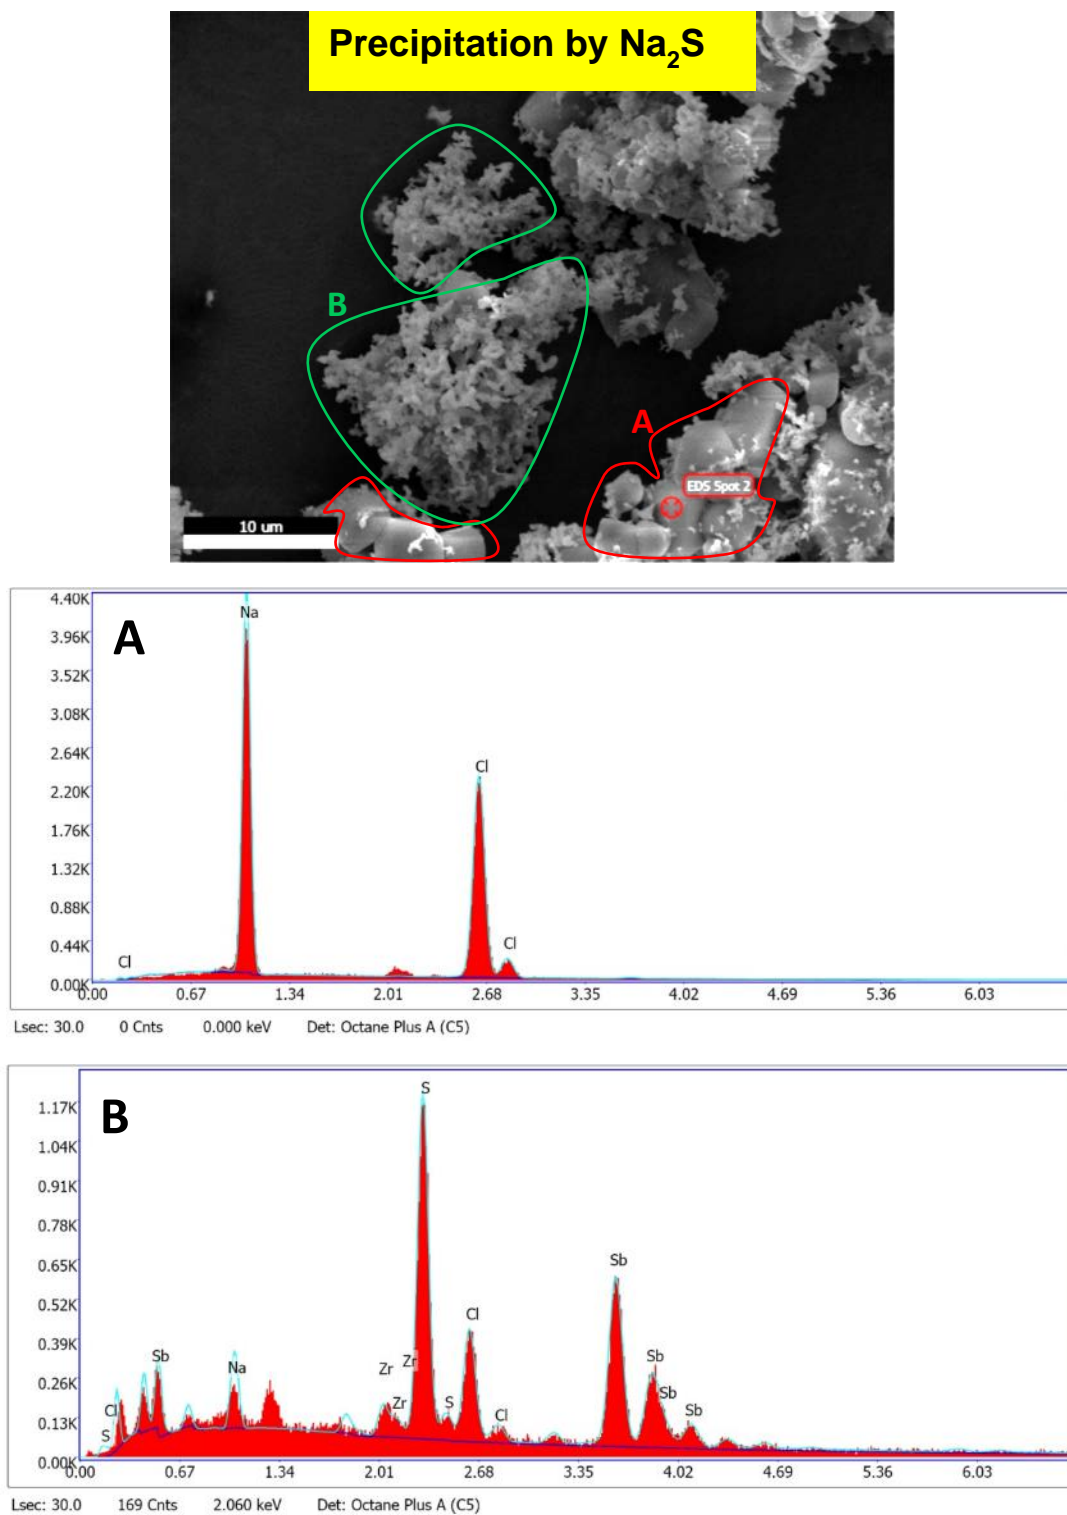 Precipitation by Na₂S
B
A
EDS Spot 2
10 um
A
4.40K
3.96K
3.52K
3.08K
2.64K
2.20K
1.76K
1.32K
0.88K
0.44K
0.00K
Na
Cl
Cl
Cl
0.00 0.67 1.34 2.01 2.68 3.35 4.02 4.69 5.36 6.03
Lsec: 30.0 0 Cnts 0.000 keV Det: Octane Plus A (C5)
B
1.17K
1.04K
0.91K
0.78K
0.65K
0.52K
0.39K
0.26K
0.13K
0.00K
S
Cl
Sb
Na
Zr
Zr
Zr
S
S
Cl
Cl
Sb
Sb
Sb
Sb
0.00 0.67 1.34 2.01 2.68 3.35 4.02 4.69 5.36 6.03
Lsec: 30.0 169 Cnts 2.060 keV Det: Octane Plus A (C5)